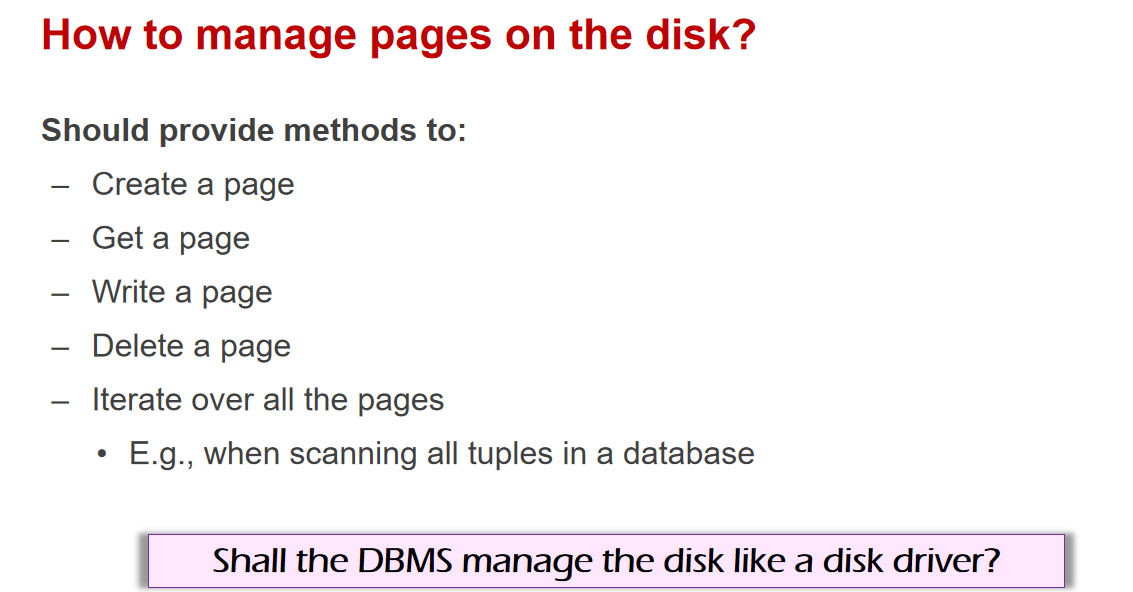 How to manage pages on the disk?
Should provide methods to:
– Create a page
– Get a page
– Write a page
– Delete a page
– Iterate over all the pages
• E.g., when scanning all tuples in a database
Shall the DBMS manage the disk like a disk driver?